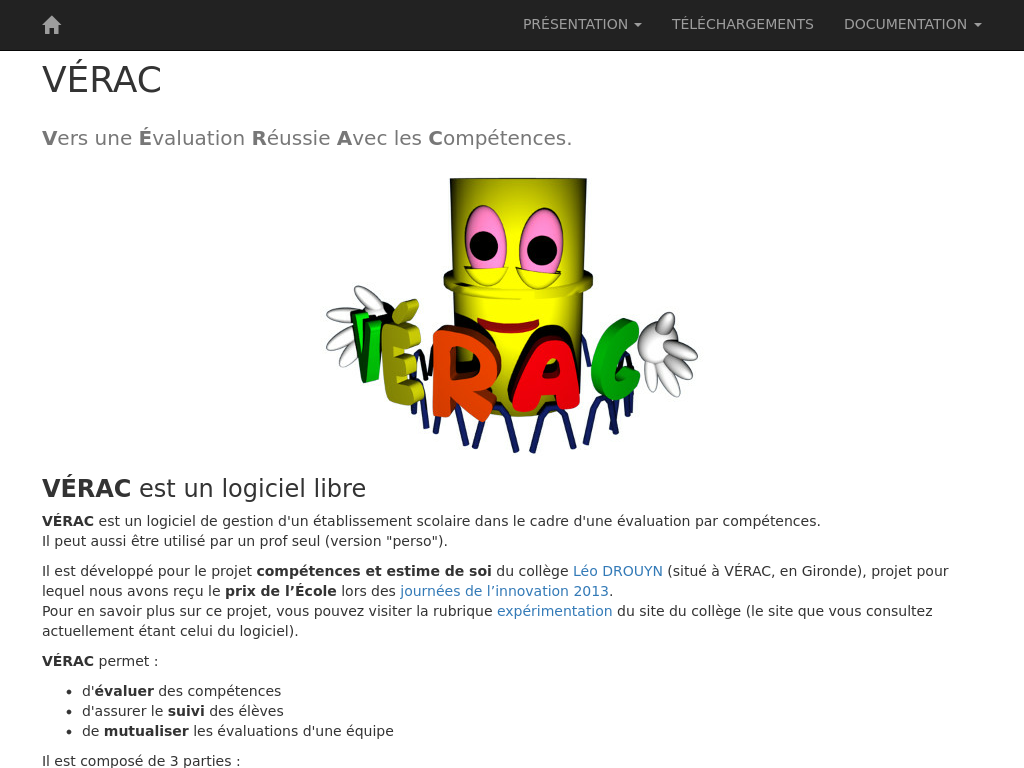 PRÉSENTATION
TÉLÉCHARGEMENTS
DOCUMENTATION
VÉRAC
Vers une Évaluation Réussie Avec les Compétences.
VÉRAC
VÉRAC est un logiciel libre
VÉRAC est un logiciel de gestion d'un établissement scolaire dans le cadre d'une évaluation par compétences.
Il peut aussi être utilisé par un prof seul (version "perso").
Il est développé pour le projet compétences et estime de soi du collège Léo DROUYN (situé à VÉRAC, en Gironde), projet pour
lequel nous avons reçu le prix de l’École lors des journées de l’innovation 2013.
Pour en savoir plus sur ce projet, vous pouvez visiter la rubrique expérimentation du site du collège (le site que vous consultez
actuellement étant celui du logiciel).
VÉRAC permet :
• d'évaluer des compétences
• d'assurer le suivi des élèves
• de mutualiser les évaluations d'une équipe
Il est composé de 3 parties :